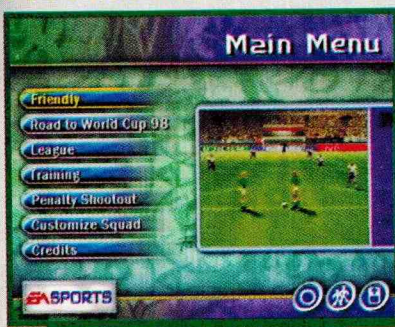 Main Menu
Friendly
Road to World Cup 98
League
Training
Penalty Shootout
Customize Squad
Credits
EA SPORTS